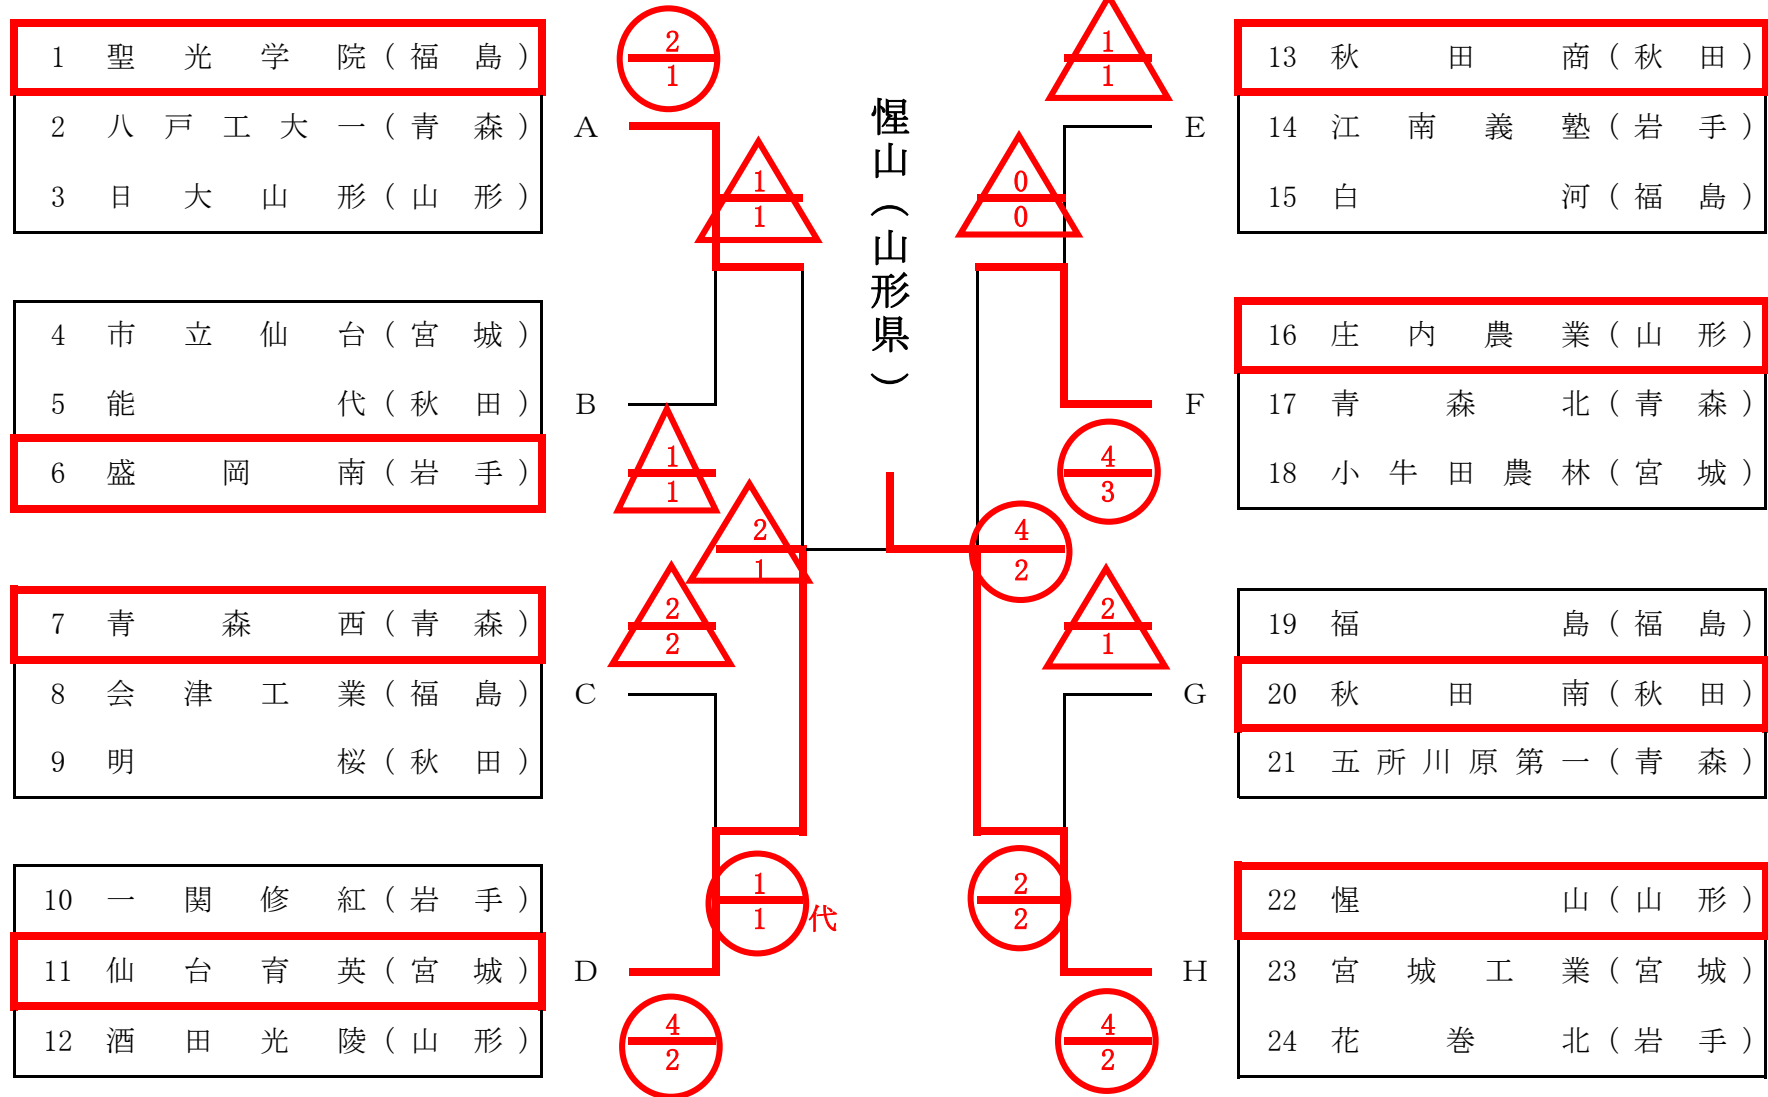 1 聖光学院(福島)
2 八戸工大一(青森)
3 日大山形(山形)
A
2
1
1
1
4 市立仙台(宮城)
5 能代(秋田)
6 盛岡南(岩手)
B
1
1
2
1
7 青森西(青森)
8 会津工業(福島)
9 明桜(秋田)
C
2
2
10 一関修紅(岩手)
11 仙台育英(宮城)
12 酒田光陵(山形)
D
1
1
代
4
2
惺山(山形県)
1
1
E
13 秋田商(秋田)
14 江南義塾(岩手)
15 白河(福島)
0
0
F
16 庄内農業(山形)
17 青森北(青森)
18 小牛田農林(宮城)
4
3
4
2
2
1
G
19 福島(福島)
20 秋田南(秋田)
21 五所川原第一(青森)
2
2
H
22 惺山(山形)
23 宮城工業(宮城)
24 花巻北(岩手)
4
2